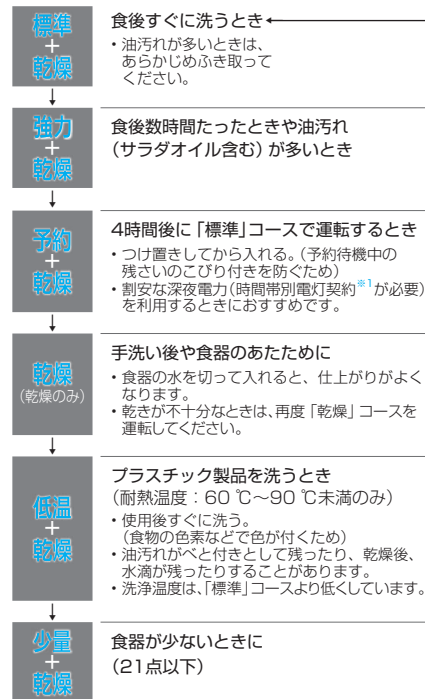 標準
+
乾燥
食後すぐに洗うとき
・油汚れが多いときは、
あらかじめふき取って
ください。
強力
+
乾燥
食後数時間たったときや油汚れ
(サラダオイル含む)が多いとき
予約
+
乾燥
4時間後に「標準」コースで運転するとき
・つけ置きしてから入れる。(予約待機中の
残さいのこびり付きを防ぐため)
・割安な深夜電力(時間帯別電灯契約※1が必要)
を利用するときにおすすめです。
乾燥
(乾燥のみ)
手洗い後や食器のあたために
・食器の水を切って入れると、仕上がりがよく
なります。
・乾きが不十分なときは、再度「乾燥」コースを
運転してください。
低温
+
乾燥
プラスチック製品を洗うとき
(耐熱温度:60 ℃〜90 ℃未満のみ)
・使用後すぐに洗う。
(食物の色素などで色が付くため)
・油汚れがべと付きとして残ったり、乾燥後、
水滴が残ったりすることがあります。
・洗浄温度は、「標準」コースより低くしています。
少量
+
乾燥
食器が少ないときに
(21点以下)